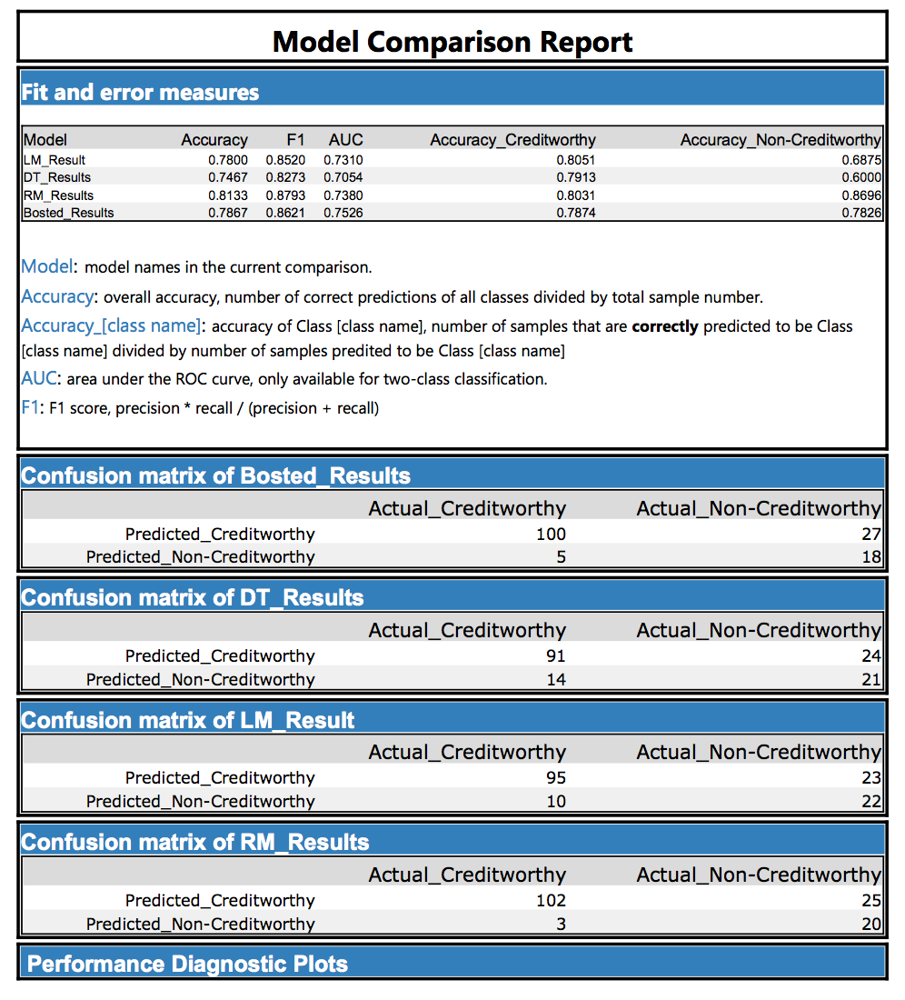 Model Comparison Report
Fit and error measures
Model Accuracy F1 AUC Accuracy_Creditworthy Accuracy_Non-Creditworthy
LM_Result 0.7800 0.8520 0.7310 0.8051 0.6875
DT_Results 0.7467 0.8273 0.7054 0.7913 0.6000
RM_Results 0.8133 0.8793 0.7380 0.8031 0.8696
Bosted_Results 0.7867 0.8621 0.7526 0.7874 0.7826
Model: model names in the current comparison.
Accuracy: overall accuracy, number of correct predictions of all classes divided by total sample number.
Accuracy_[class name]: accuracy of Class [class name], number of samples that are correctly predicted to be Class
[class name] divided by number of samples predited to be Class [class name]
AUC: area under the ROC curve, only available for two-class classification.
F1: F1 score, precision * recall / (precision + recall)
Confusion matrix of Bosted_Results
Actual_Creditworthy Actual_Non-Creditworthy
Predicted_Creditworthy 100 27
Predicted_Non-Creditworthy 5 18
Confusion matrix of DT_Results
Actual_Creditworthy Actual_Non-Creditworthy
Predicted_Creditworthy 91 24
Predicted_Non-Creditworthy 14 21
Confusion matrix of LM_Result
Actual_Creditworthy Actual_Non-Creditworthy
Predicted_Creditworthy 95 23
Predicted_Non-Creditworthy 10 22
Confusion matrix of RM_Results
Actual_Creditworthy Actual_Non-Creditworthy
Predicted_Creditworthy 102 25
Predicted_Non-Creditworthy 3 20
Performance Diagnostic Plots